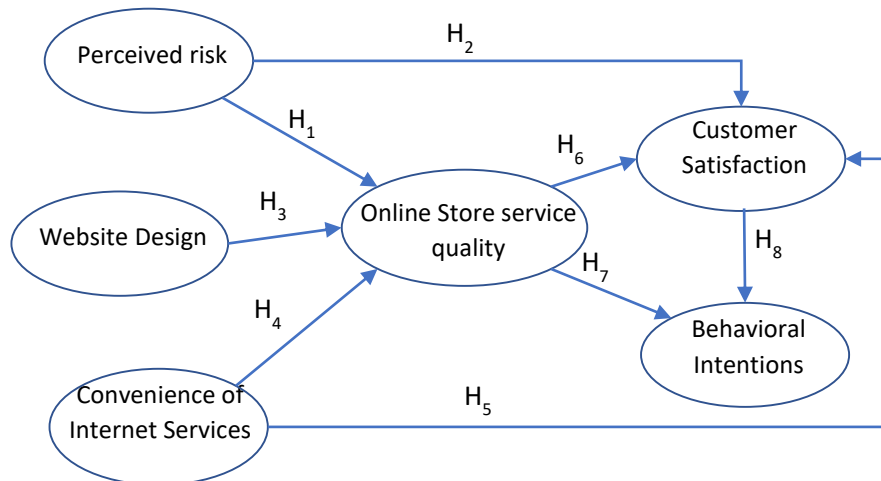 H₂
Perceived risk
H₁
Customer
Satisfaction
H₆
H₃
Online Store service
quality
Website Design
H₈
H₇
H₄
Behavioral
Intentions
Convenience of
Internet Services
H₅